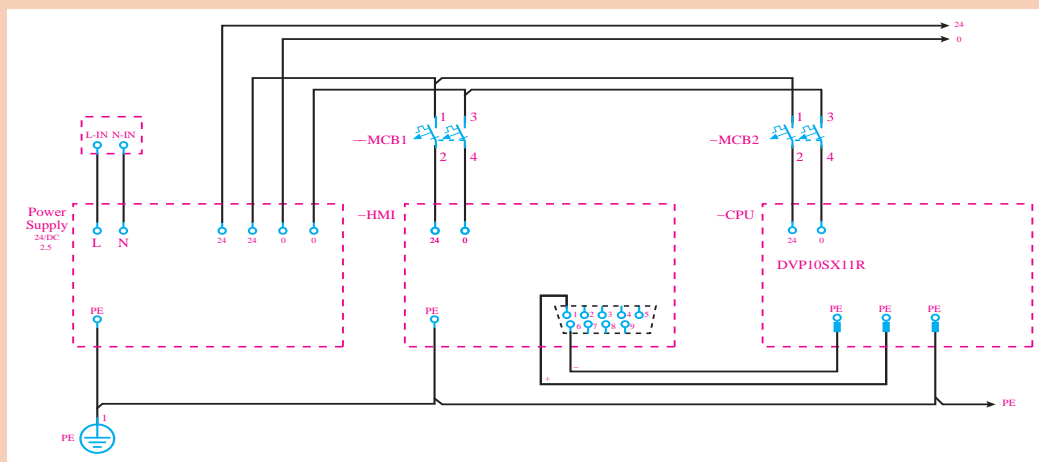 24
0
L-IN N-IN
1 3
–MCB1
2 4
1 3
–MCB2
2 4
Power
Supply
24/DC
2.5
L N
24 24 0 0
–HMI
24 0
–CPU
24 0
DVP10SX11R
PE
PE
1 2 3 4 5
6 7 8 9
PE PE PE
–
+
PE
1
PE